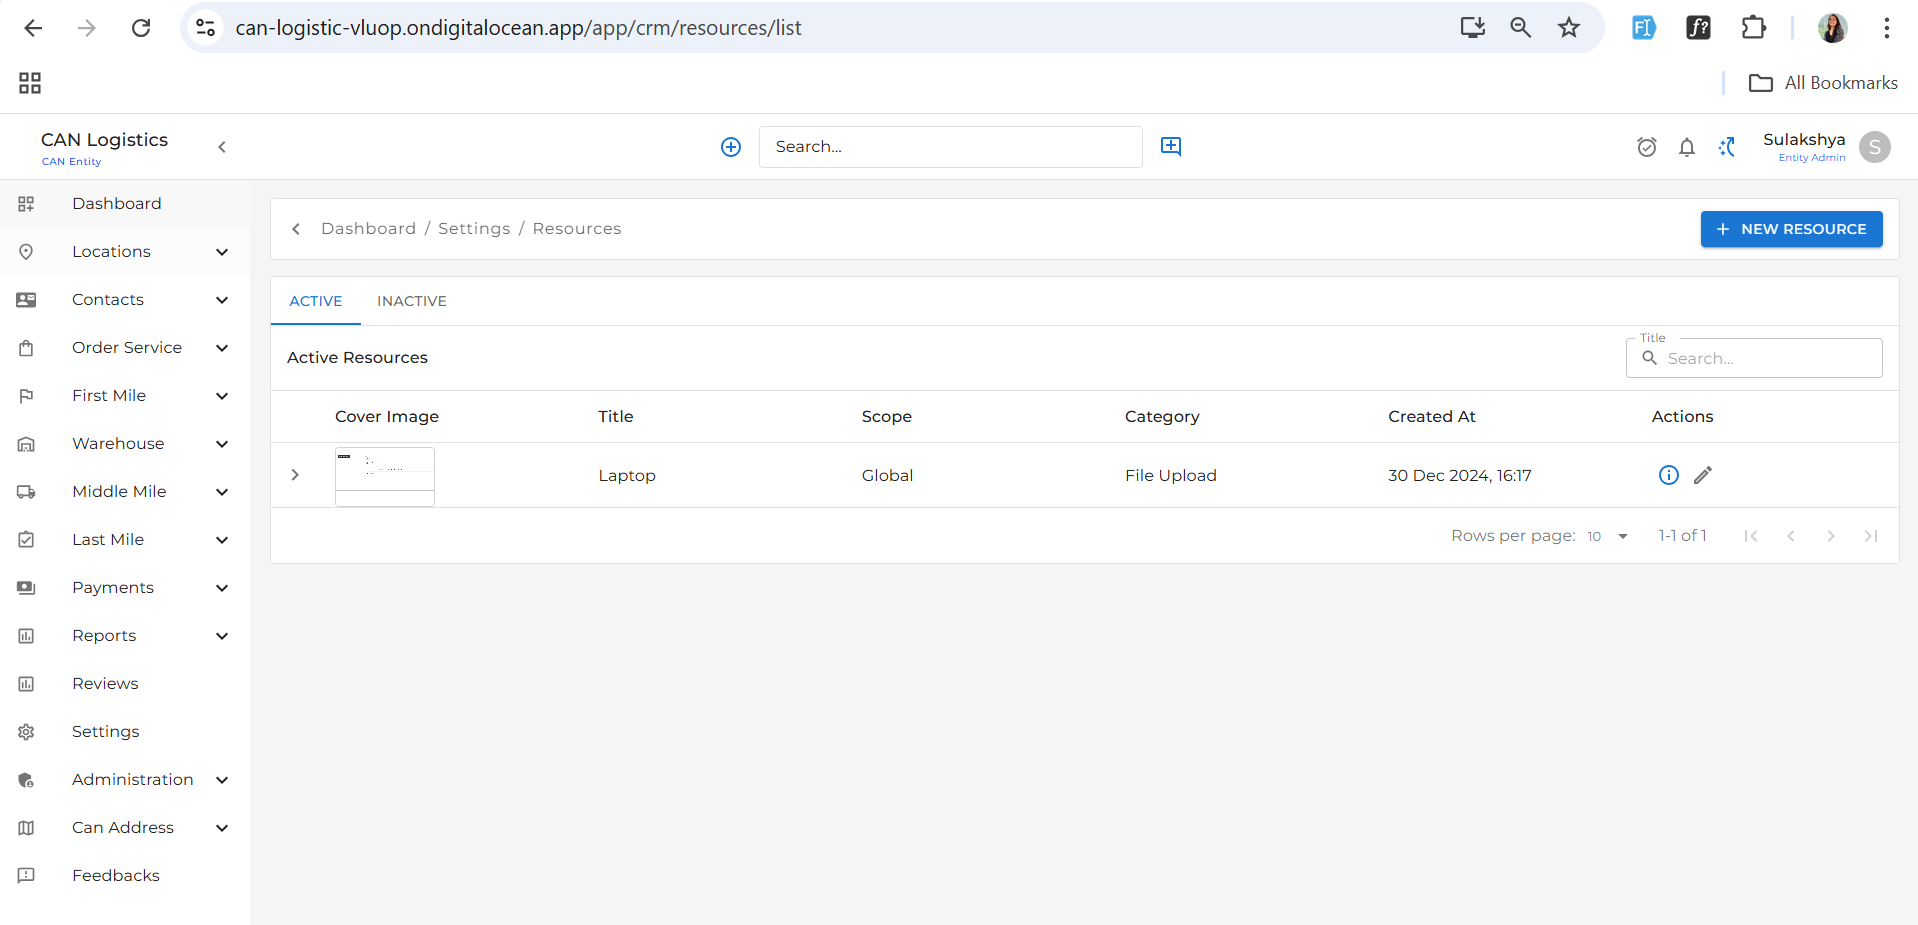 can-logistic-vluop.ondigitalocean.app/app/crm/resources/list
All Bookmarks
CAN Logistics
CAN Entity
Search...
Sulakshya
Entity Admin
S
Dashboard
Locations
Contacts
Order Service
First Mile
Warehouse
Middle Mile
Last Mile
Payments
Reports
Reviews
Settings
Administration
Can Address
Feedbacks
Dashboard / Settings / Resources
+ NEW RESOURCE
ACTIVE INACTIVE
Active Resources
Title
Search...
Cover Image Title Scope Category Created At Actions
Laptop Global File Upload 30 Dec 2024, 16:17
Rows per page: 10 1-1 of 1